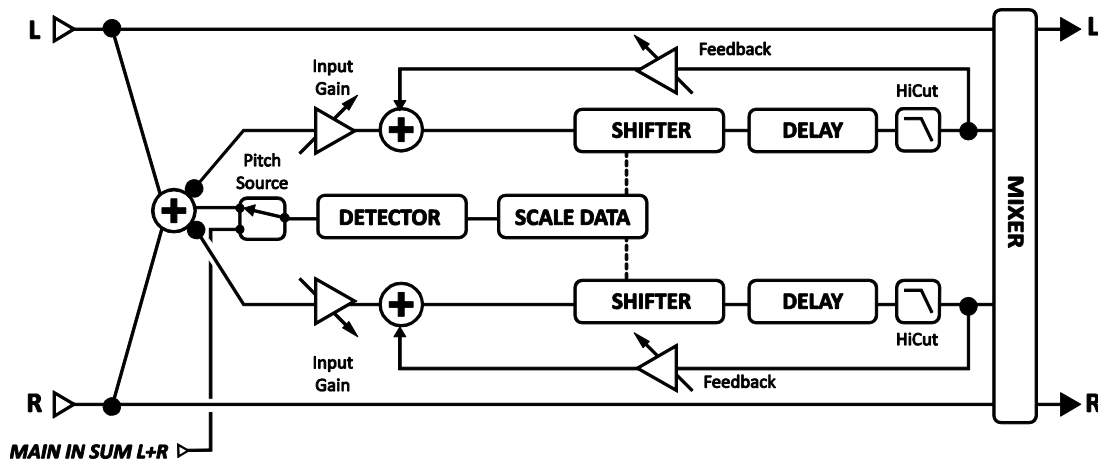 L
L
Feedback
Input
Gain
HiCut
SHIFTER
DELAY
Pitch
Source
DETECTOR
SCALE DATA
MIXER
SHIFTER
DELAY
HiCut
Input
Gain
Feedback
R
R
MAIN IN SUM L+R